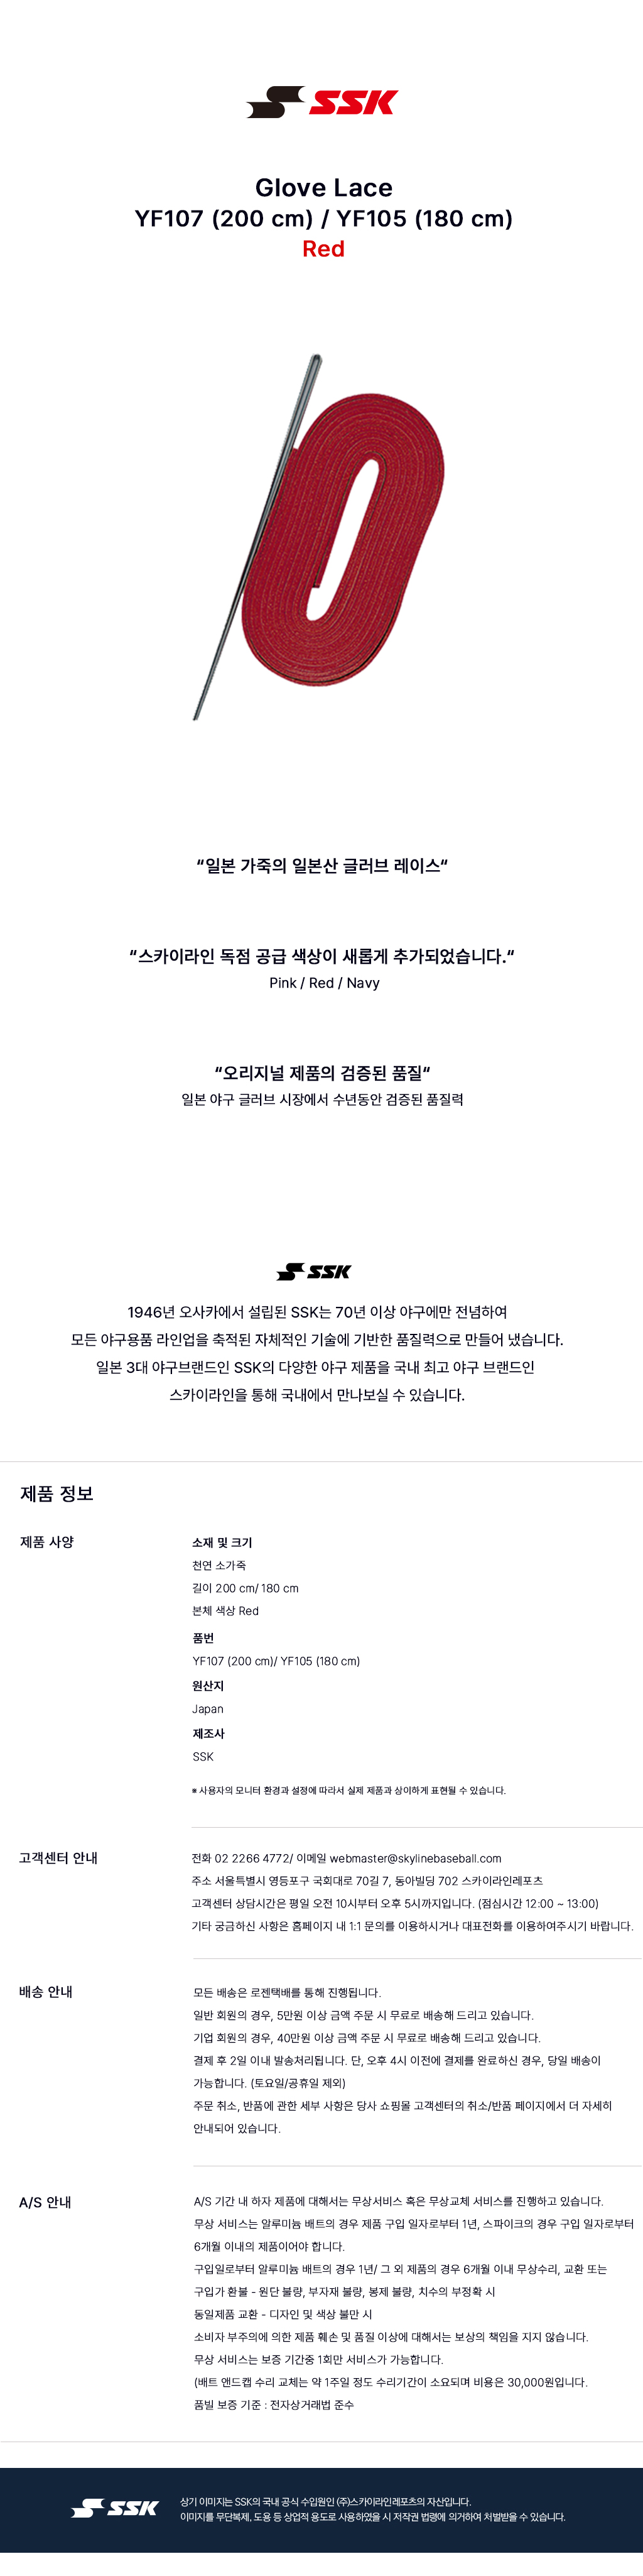 SSK
Glove Lace
YF107 (200 cm) / YF105 (180 cm)
Red
“일본 가죽의 일본산 글러브 레이스“
“스카이라인 독점 공급 색상이 새롭게 추가되었습니다.“
Pink / Red / Navy
“오리지널 제품의 검증된 품질“
일본 야구 글러브 시장에서 수년동안 검증된 품질력
SSK
1946년 오사카에서 설립된 SSK는 70년 이상 야구에만 전념하여
모든 야구용품 라인업을 축적된 자체적인 기술에 기반한 품질력으로 만들어 냈습니다.
일본 3대 야구브랜드인 SSK의 다양한 야구 제품을 국내 최고 야구 브랜드인
스카이라인을 통해 국내에서 만나보실 수 있습니다.
제품 정보
제품 사양
소재 및 크기
천연 소가죽
길이 200 cm/ 180 cm
본체 색상 Red
품번
YF107 (200 cm)/ YF105 (180 cm)
원산지
Japan
제조사
SSK
※ 사용자의 모니터 환경과 설정에 따라서 실제 제품과 상이하게 표현될 수 있습니다.
고객센터 안내
전화 02 2266 4772/ 이메일 webmaster@skylinebaseball.com
주소 서울특별시 영등포구 국회대로 70길 7, 동아빌딩 702 스카이라인레포츠
고객센터 상담시간은 평일 오전 10시부터 오후 5시까지입니다. (점심시간 12:00 ~ 13:00)
기타 궁금하신 사항은 홈페이지 내 1:1 문의를 이용하시거나 대표전화를 이용하여주시기 바랍니다.
배송 안내
모든 배송은 로젠택배를 통해 진행됩니다.
일반 회원의 경우, 5만원 이상 금액 주문 시 무료로 배송해 드리고 있습니다.
기업 회원의 경우, 40만원 이상 금액 주문 시 무료로 배송해 드리고 있습니다.
결제 후 2일 이내 발송처리됩니다. 단, 오후 4시 이전에 결제를 완료하신 경우, 당일 배송이
가능합니다. (토요일/공휴일 제외)
주문 취소, 반품에 관한 세부 사항은 당사 쇼핑몰 고객센터의 취소/반품 페이지에서 더 자세히
안내되어 있습니다.
A/S 안내
A/S 기간 내 하자 제품에 대해서는 무상서비스 혹은 무상교체 서비스를 진행하고 있습니다.
무상 서비스는 알루미늄 배트의 경우 제품 구입 일자로부터 1년, 스파이크의 경우 구입 일자로부터
6개월 이내의 제품이어야 합니다.
구입일로부터 알루미늄 배트의 경우 1년/ 그 외 제품의 경우 6개월 이내 무상수리, 교환 또는
구입가 환불 - 원단 불량, 부자재 불량, 봉제 불량, 치수의 부정확 시
동일제품 교환 - 디자인 및 색상 불만 시
소비자 부주의에 의한 제품 훼손 및 품질 이상에 대해서는 보상의 책임을 지지 않습니다.
무상 서비스는 보증 기간중 1회만 서비스가 가능합니다.
(배트 앤드캡 수리 교체는 약 1주일 정도 수리기간이 소요되며 비용은 30,000원입니다.
품빌 보증 기준 : 전자상거래법 준수
SSK
상기 이미지는 SSK의 국내 공식 수입원인 (주)스카이라인레포츠의 자산입니다.
이미지를 무단복제, 도용 등 상업적 용도로 사용하였을 시 저작권 법령에 의거하여 처벌받을 수 있습니다.